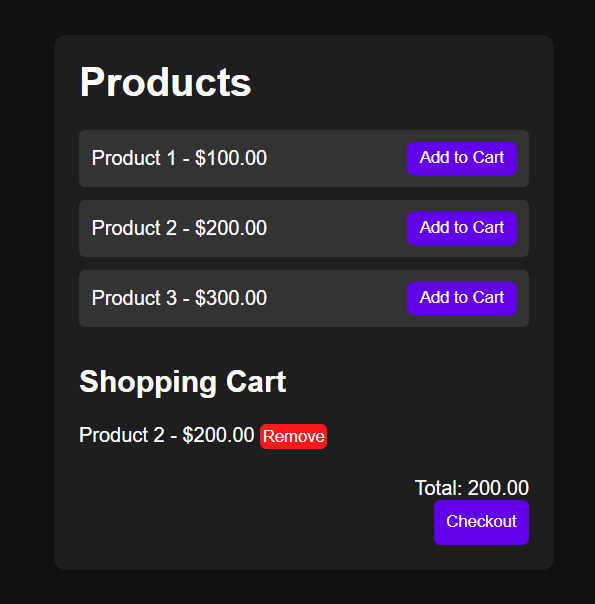 Products
Product 1 - $100.00 Add to Cart
Product 2 - $200.00 Add to Cart
Product 3 - $300.00 Add to Cart
Shopping Cart
Product 2 - $200.00 Remove
Total: 200.00
Checkout